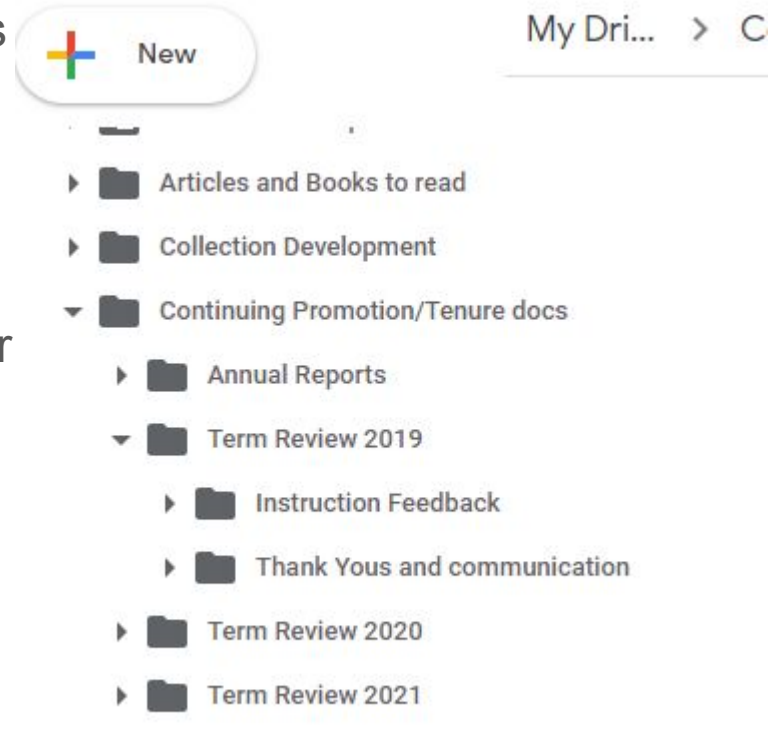 New
My Dri... > C
Articles and Books to read
Collection Development
Continuing Promotion/Tenure docs
Annual Reports
Term Review 2019
Instruction Feedback
Thank Yous and communication
Term Review 2020
Term Review 2021